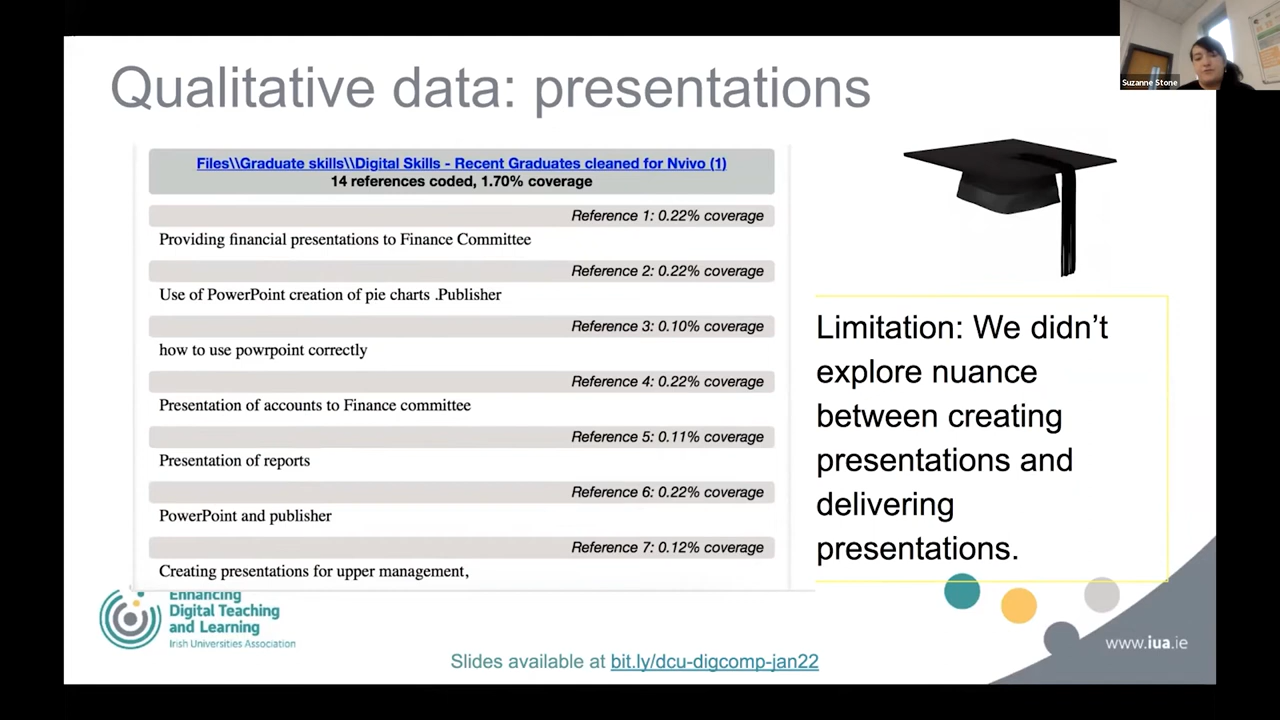 Suzanne Stone
Qualitative data: presentations
Files\\Graduate skills\\Digital Skills - Recent Graduates cleaned for Nvivo (1)
14 references coded, 1.70% coverage
Reference 1: 0.22% coverage
Providing financial presentations to Finance Committee
Reference 2: 0.22% coverage
Use of PowerPoint creation of pie charts .Publisher
Reference 3: 0.10% coverage
how to use powrpoint correctly
Reference 4: 0.22% coverage
Presentation of accounts to Finance committee
Reference 5: 0.11% coverage
Presentation of reports
Reference 6: 0.22% coverage
PowerPoint and publisher
Reference 7: 0.12% coverage
Creating presentations for upper management,
Limitation: We didn’t
explore nuance
between creating
presentations and
delivering
presentations.
Enhancing
Digital Teaching
and Learning
Irish Universities Association
www.iua.ie
Slides available at bit.ly/dcu-digcomp-jan22